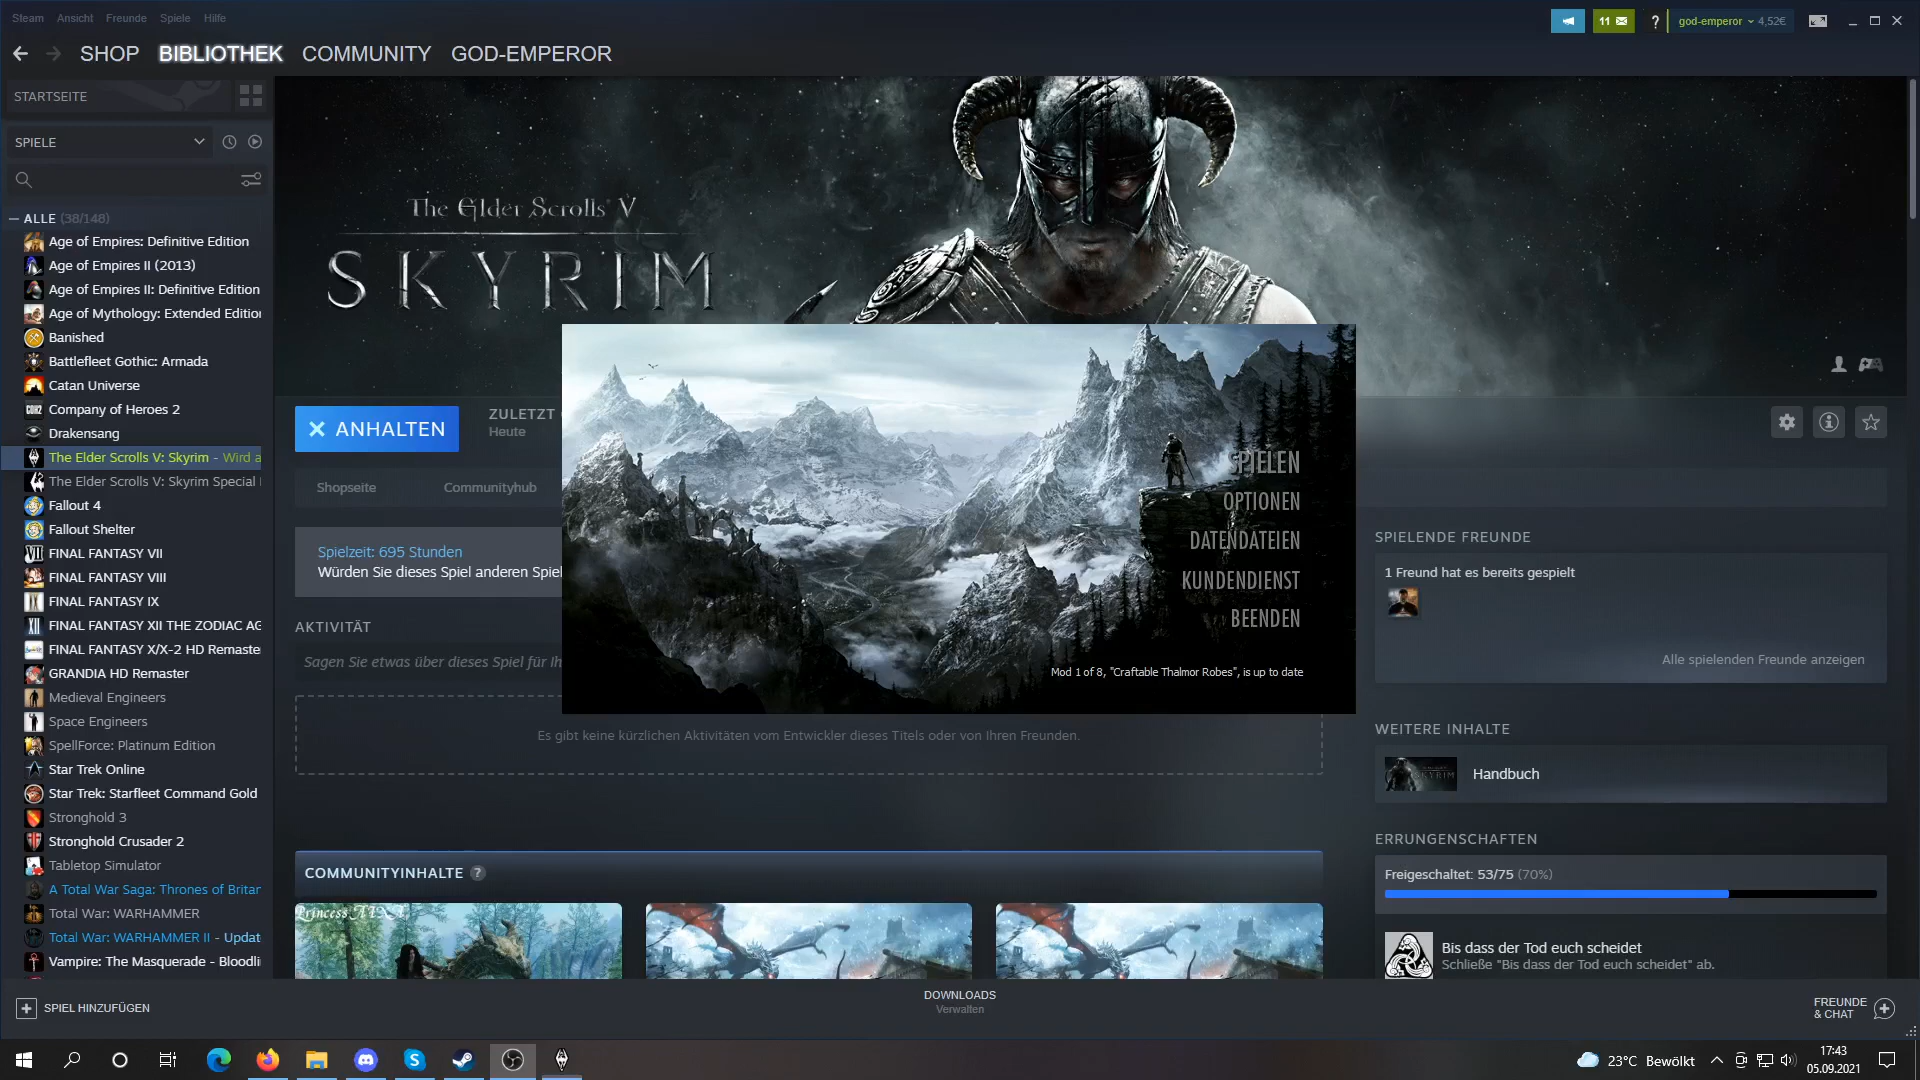 Steam Ansicht Freunde Spiele Hilfe
11
?
god-emperor 4,52€
SHOP BIBLIOTHEK COMMUNITY GOD-EMPEROR
STARTSEITE
SPIELE
ALLE (38/148)
Age of Empires: Definitive Edition
Age of Empires II (2013)
Age of Empires II: Definitive Edition
Age of Mythology: Extended Edition
Banished
Battlefleet Gothic: Armada
Catan Universe
Company of Heroes 2
Drakensang
The Elder Scrolls V: Skyrim - Wird a
The Elder Scrolls V: Skyrim Special
Fallout 4
Fallout Shelter
FINAL FANTASY VII
FINAL FANTASY VIII
FINAL FANTASY IX
FINAL FANTASY XII THE ZODIAC AG
FINAL FANTASY X/X-2 HD Remaster
GRANDIA HD Remaster
Medieval Engineers
Space Engineers
SpellForce: Platinum Edition
Star Trek Online
Star Trek: Starfleet Command Gold
Stronghold 3
Stronghold Crusader 2
Tabletop Simulator
A Total War Saga: Thrones of Britan
Total War: WARHAMMER
Total War: WARHAMMER II - Updat
Vampire: The Masquerade - Bloodli
SPIEL HINZUFÜGEN
The Elder Scrolls V
SKYRIM
ANHALTEN
ZULETZT
Heute
Shopseite Communityhub
Spielzeit: 695 Stunden
Würden Sie dieses Spiel anderen Spiel
AKTIVITÄT
Sagen Sie etwas über dieses Spiel für Ih
Es gibt keine kürzlichen Aktivitäten vom Entwickler dieses Titels oder von Ihren Freunden.
SPIELEN
OPTIONEN
DATENDATEIEN
KUNDENDIENST
BEENDEN
Mod 1 of 8, "Craftable Thalmor Robes", is up to date
COMMUNITYINHALTE ?
SPIELENDE FREUNDE
1 Freund hat es bereits gespielt
Alle spielenden Freunde anzeigen
WEITERE INHALTE
SKYRIM
Handbuch
ERRUNGENSCHAFTEN
Freigeschaltet: 53/75 (70%)
Bis dass der Tod euch scheidet
Schließe "Bis dass der Tod euch scheidet" ab.
DOWNLOADS
Verwalten
FREUNDE
& CHAT
23°C Bewölkt
17:43
05.09.2021